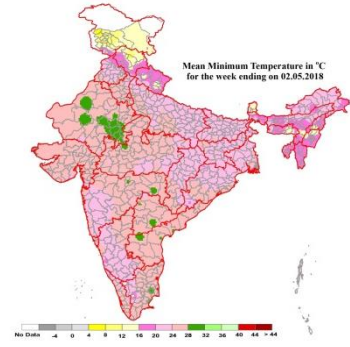 Mean Minimum Temperature in °C
for the week ending on 02.05.2018
No Data -4 0 4 8 12 16 20 24 28 32 36 40 44 > 44